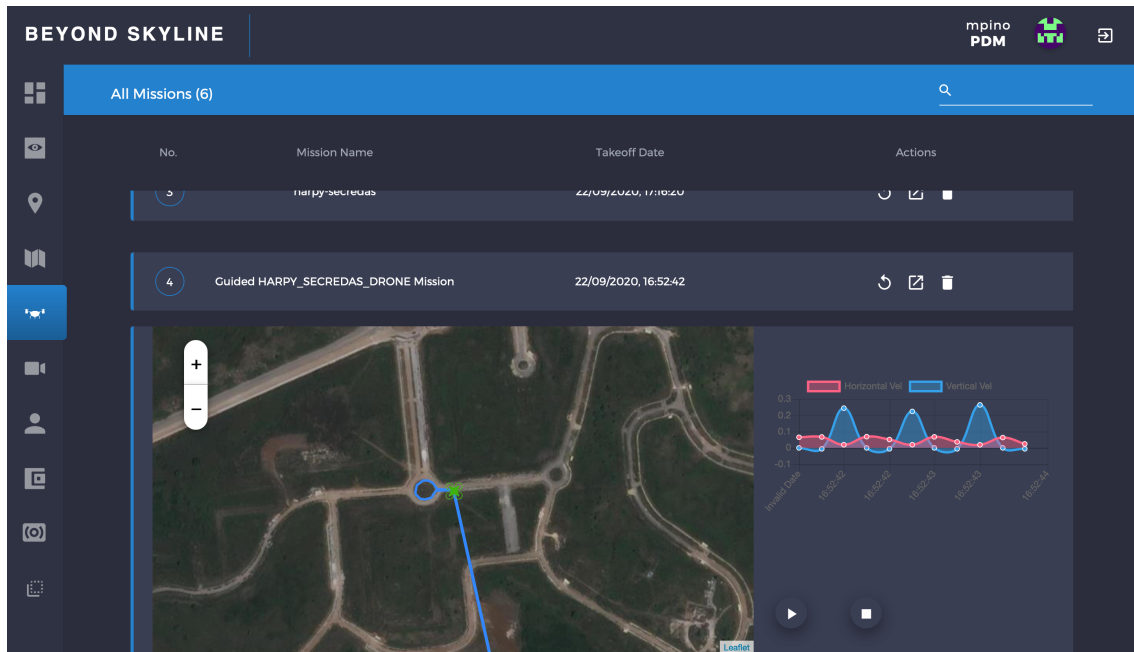 BEYOND SKYLINE
mpino
PDM
All Missions (6)
No. Mission Name Takeoff Date Actions
3 harpy-secredas 22/09/2020, 17:16:20
4 Guided HARPY_SECREDAS_DRONE Mission 22/09/2020, 16:52:42
+
−
Horizontal Vel Vertical Vel
0.3
0.2
0.1
0
-0.1
Invalid Date 16:52:42 16:52:42 16:52:43 16:52:43 16:52:44
Leaflet